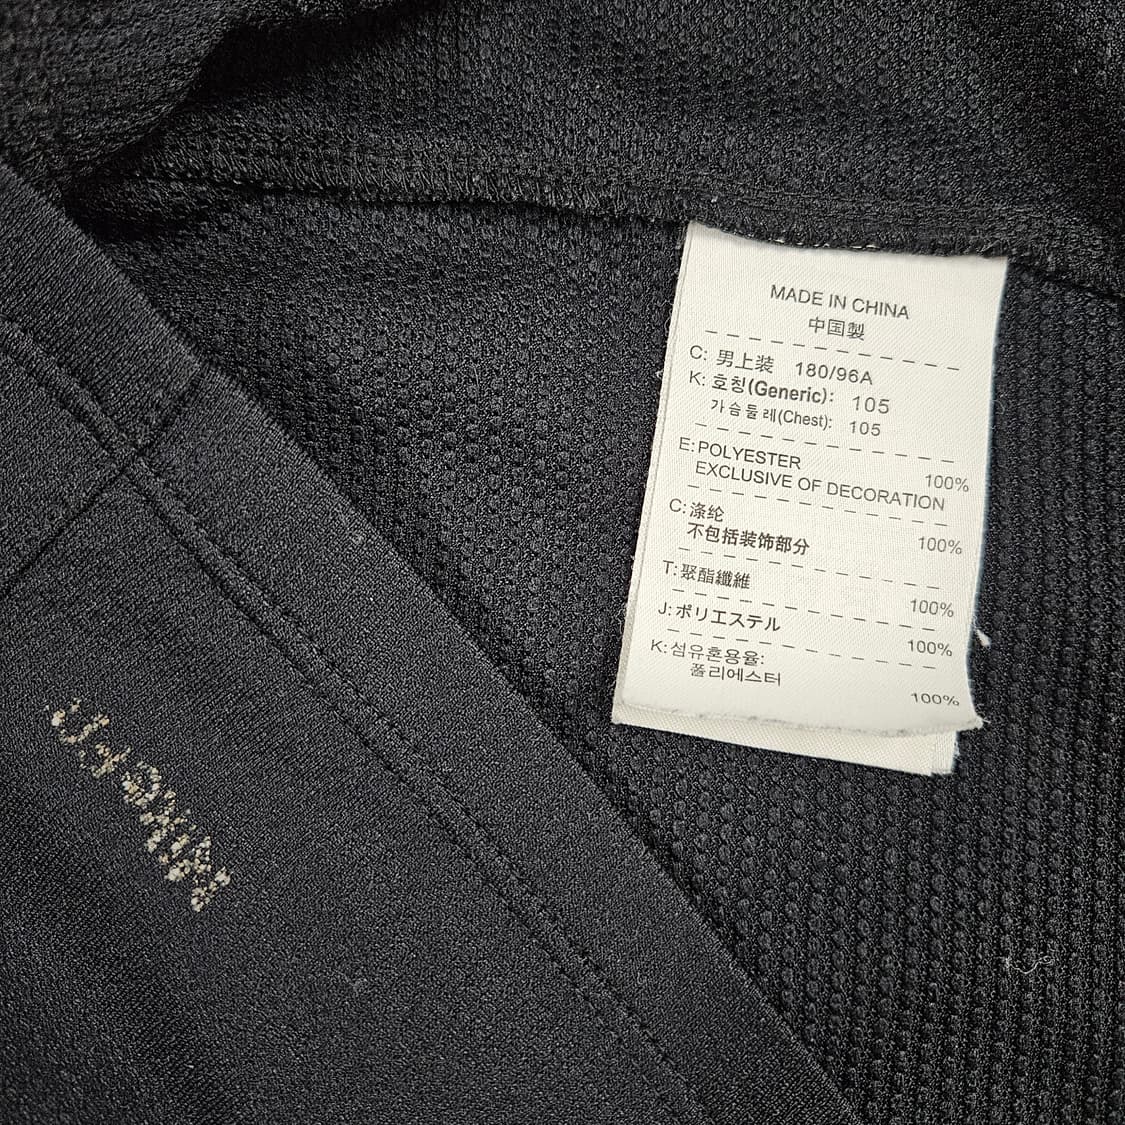 MADE IN CHINA
中国製
C: 男上装 180/96A
K: 호칭(Generic): 105
가슴둘레(Chest): 105
E: POLYESTER 100%
EXCLUSIVE OF DECORATION
C: 涤纶 100%
不包括装饰部分
T: 聚酯纖維 100%
J: ポリエステル 100%
K: 섬유혼용율:
폴리에스터 100%